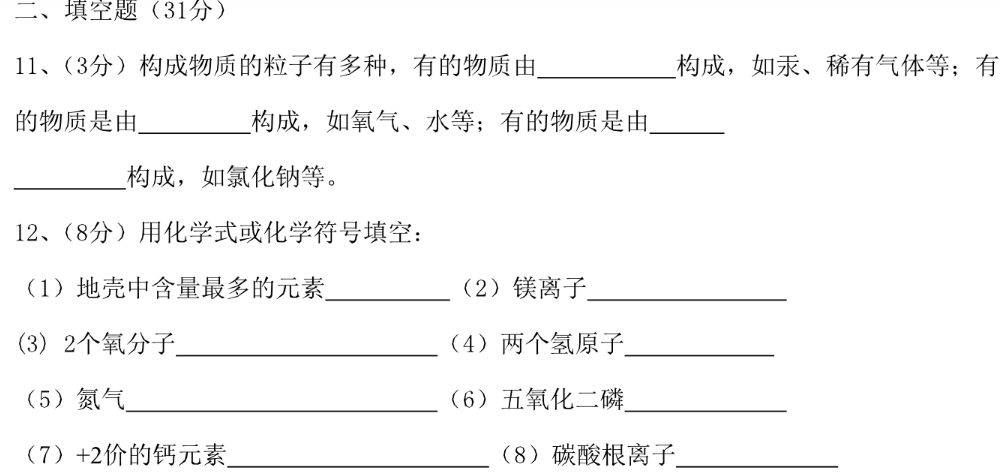 二、填空题（31分）
11、（3分）构成物质的粒子有多种，有的物质由___________构成，如汞、稀有气体等；有
的物质是由_________构成，如氧气、水等；有的物质是由______
_________构成，如氯化钠等。
12、（8分）用化学式或化学符号填空：
（1）地壳中含量最多的元素__________（2）镁离子________________
(3) 2个氧分子_____________________（4）两个氢原子____________
（5）氮气_________________________（6）五氧化二磷_____________
（7）+2价的钙元素_____________________（8）碳酸根离子_____________